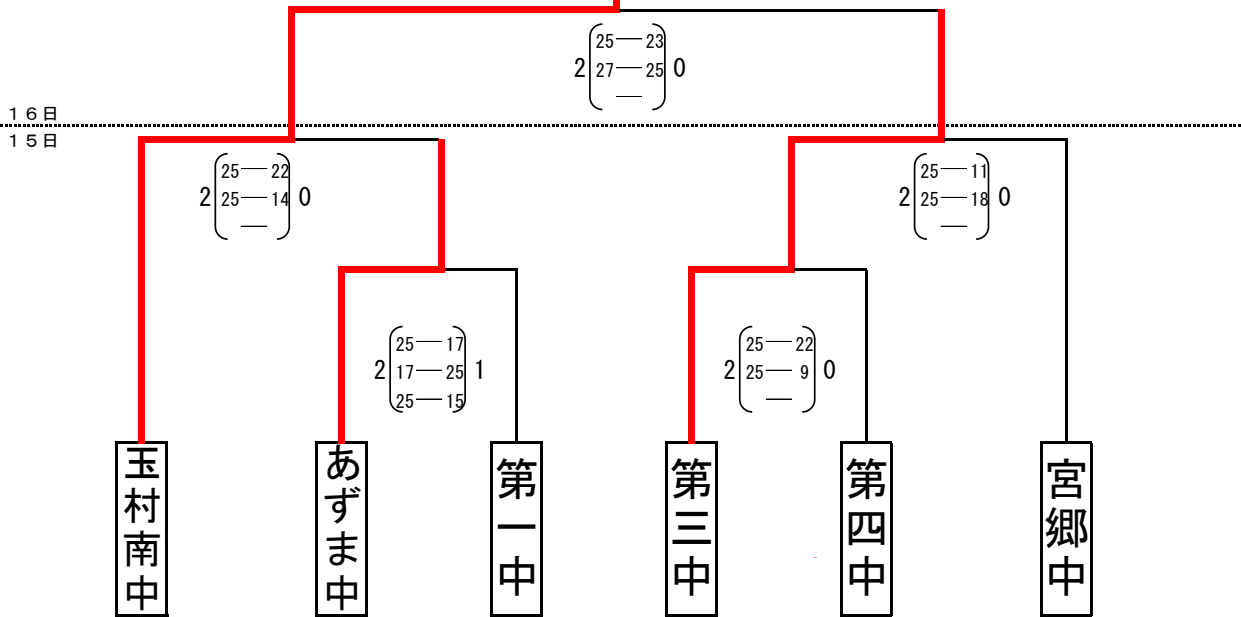 25 — 23
2 27 — 25 0
—
16日
15日
25 — 22
2 25 — 14 0
—
25 — 11
2 25 — 18 0
—
25 — 17
2 17 — 25 1
25 — 15
25 — 22
2 25 — 9 0
—
玉村南中
あずま中
第一中
第三中
第四中
宮郷中